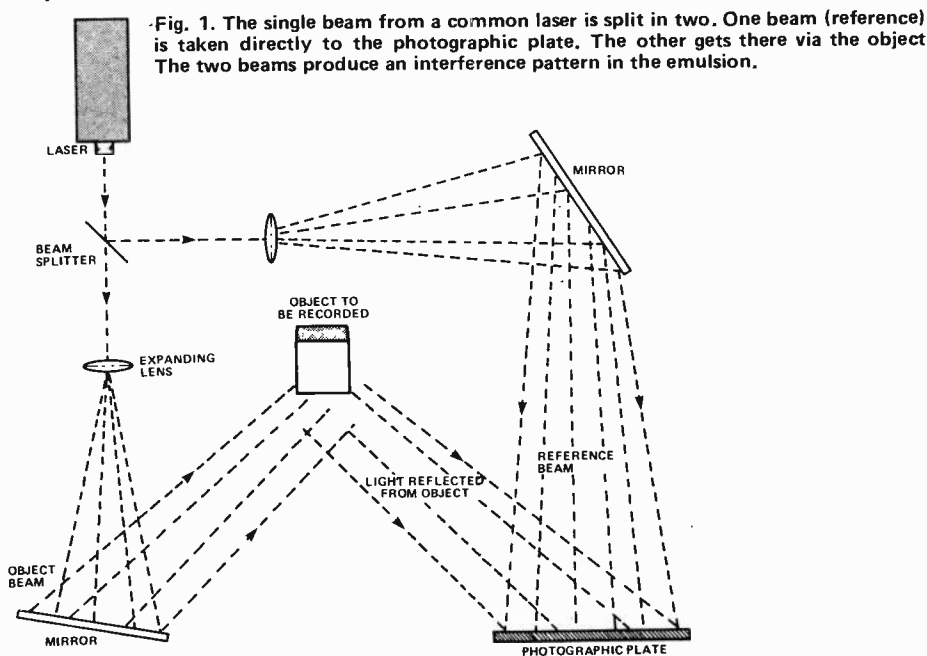 Fig. 1. The single beam from a common laser is split in two. One beam (reference)
is taken directly to the photographic plate. The other gets there via the object
The two beams produce an interference pattern in the emulsion.
LASER
MIRROR
BEAM
SPLITTER
OBJECT TO
BE RECORDED
EXPANDING
LENS
REFERENCE
BEAM
LIGHT REFLECTED
FROM OBJECT
OBJECT
BEAM
MIRROR
PHOTOGRAPHIC PLATE